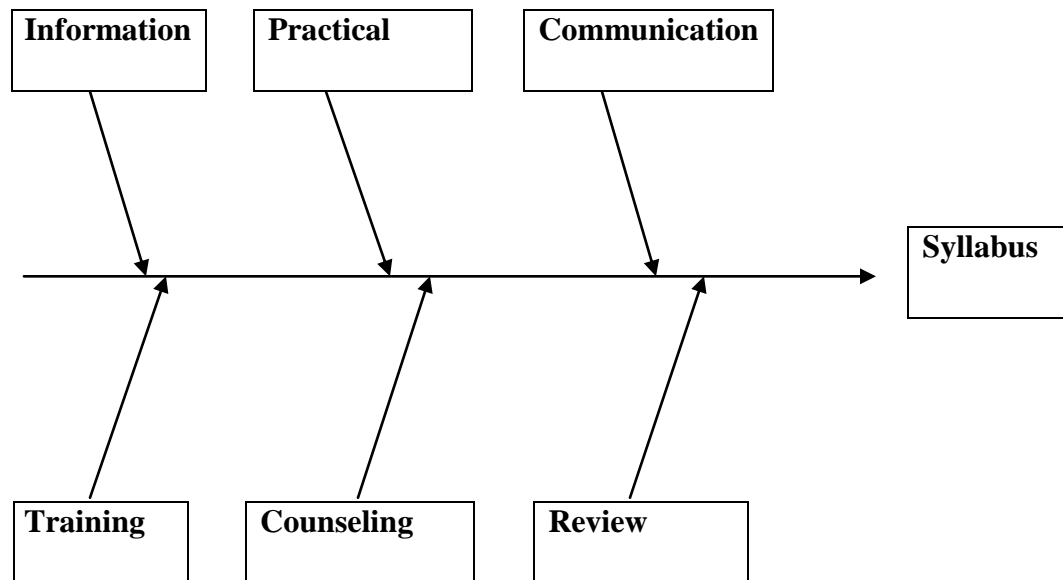 Information
Practical
Communication
Syllabus
Training
Counseling
Review